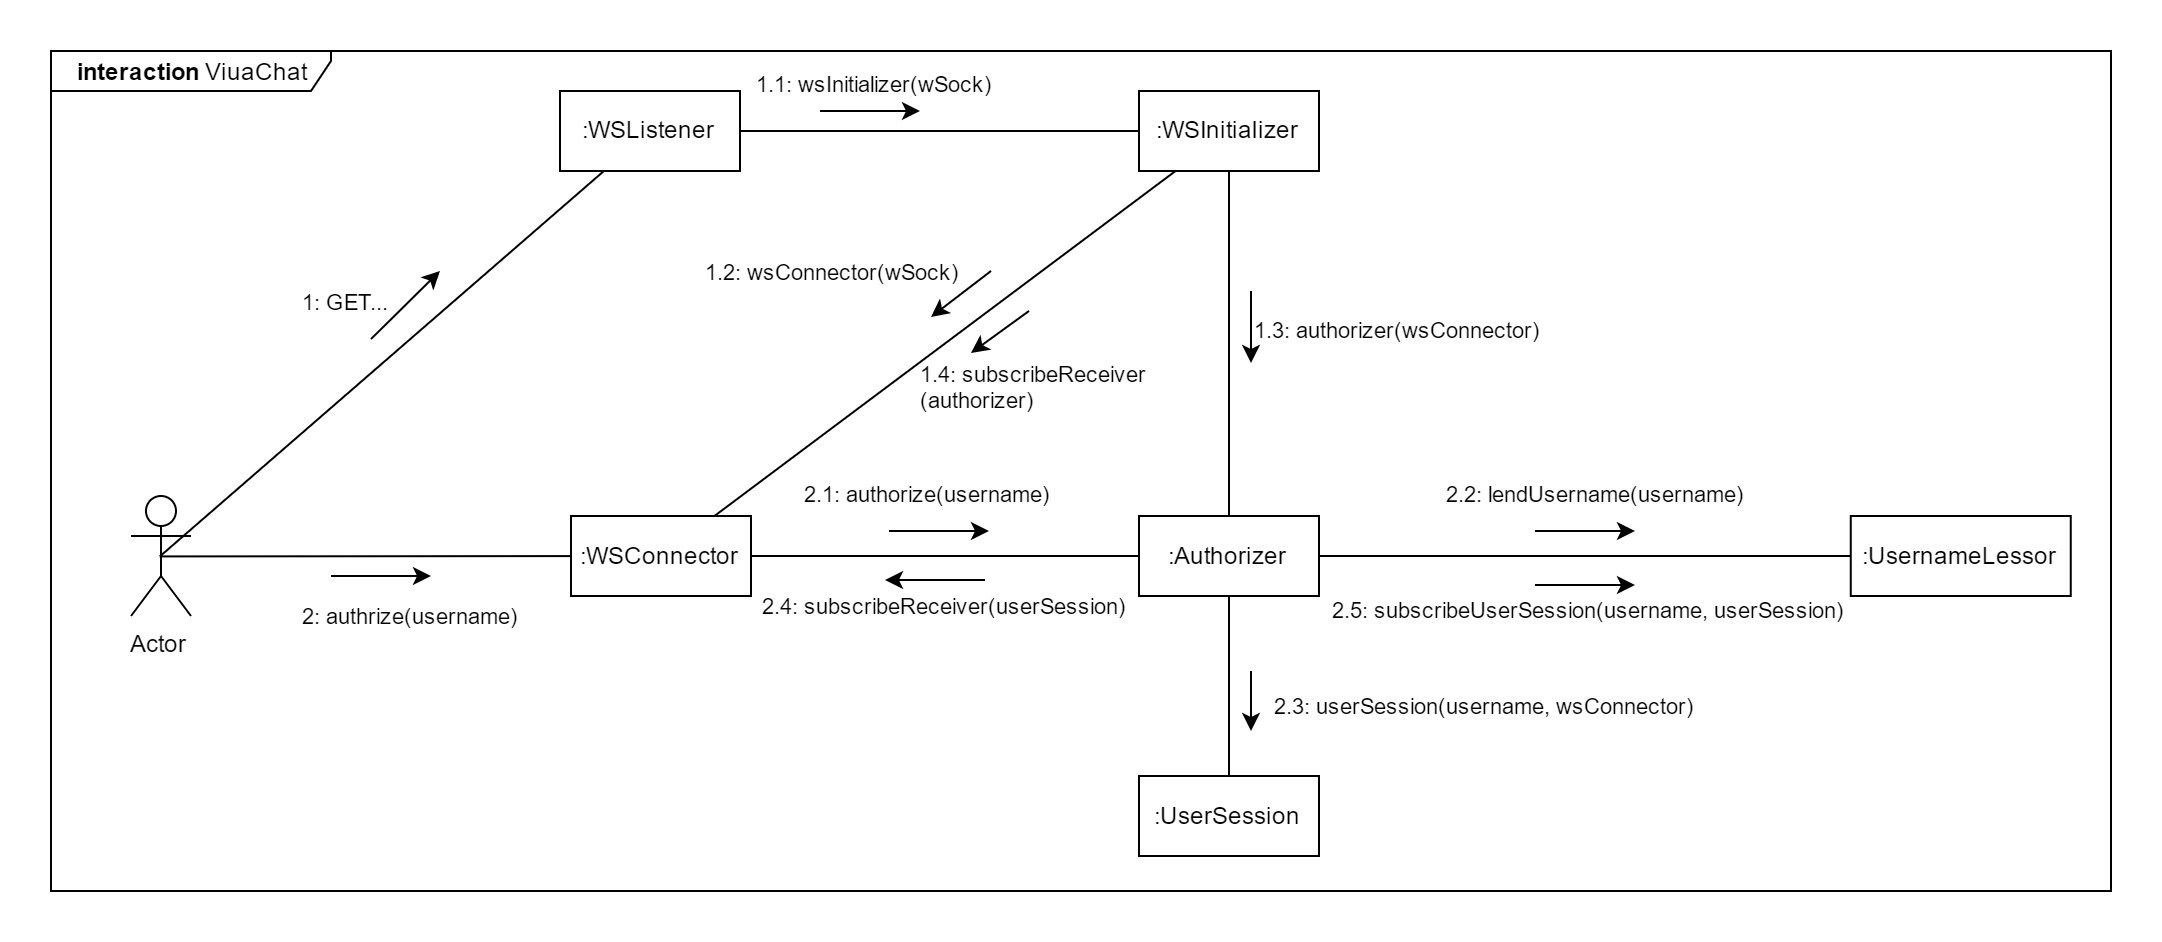 interaction ViuaChat
1.1: wsInitializer(wSock)
:WSListener
:WSInitializer
1.2: wsConnector(wSock)
1: GET...
1.3: authorizer(wsConnector)
1.4: subscribeReceiver
(authorizer)
2.1: authorize(username)
2.2: lendUsername(username)
:WSConnector
:Authorizer
:UsernameLessor
2.4: subscribeReceiver(userSession)
2.5: subscribeUserSession(username, userSession)
2: authrize(username)
Actor
2.3: userSession(username, wsConnector)
:UserSession